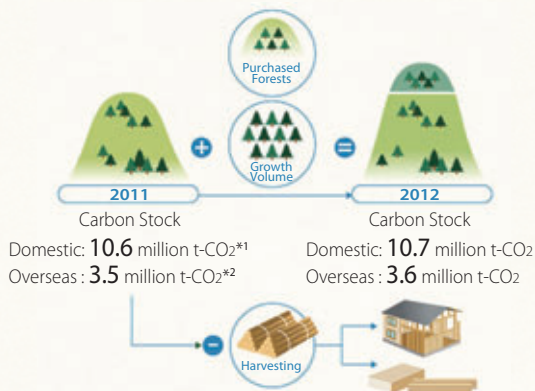 Purchased
Forests
Growth
Volume
2011
2012
Carbon Stock
Domestic: 10.6 million t-CO2*1
Overseas : 3.5 million t-CO2*2
Carbon Stock
Domestic: 10.7 million t-CO2
Overseas : 3.6 million t-CO2
Harvesting